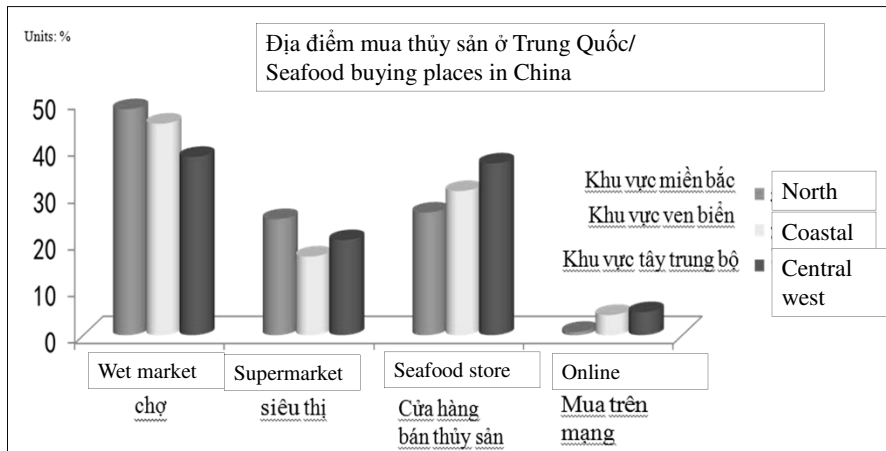 Units: %
Địa điểm mua thủy sản ở Trung Quốc/
Seafood buying places in China
50
40
30
20
10
0
Khu vực miền bắc
North
Khu vực ven biển
Coastal
Khu vực tây trung bộ
Central
west
Wet market
Supermarket
Seafood store
Online
chợ
siêu thị
Cửa hàng
bán thủy sản
Mua trên
mạng